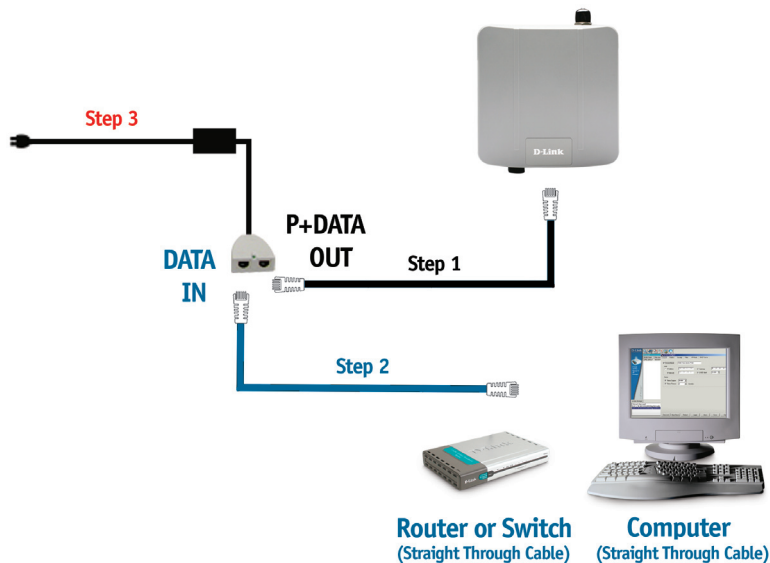 Step 3
D-Link
P+DATA
OUT
DATA
IN
Step 1
Step 2
D-Link
Router or Switch
(Straight Through Cable)
Computer
(Straight Through Cable)